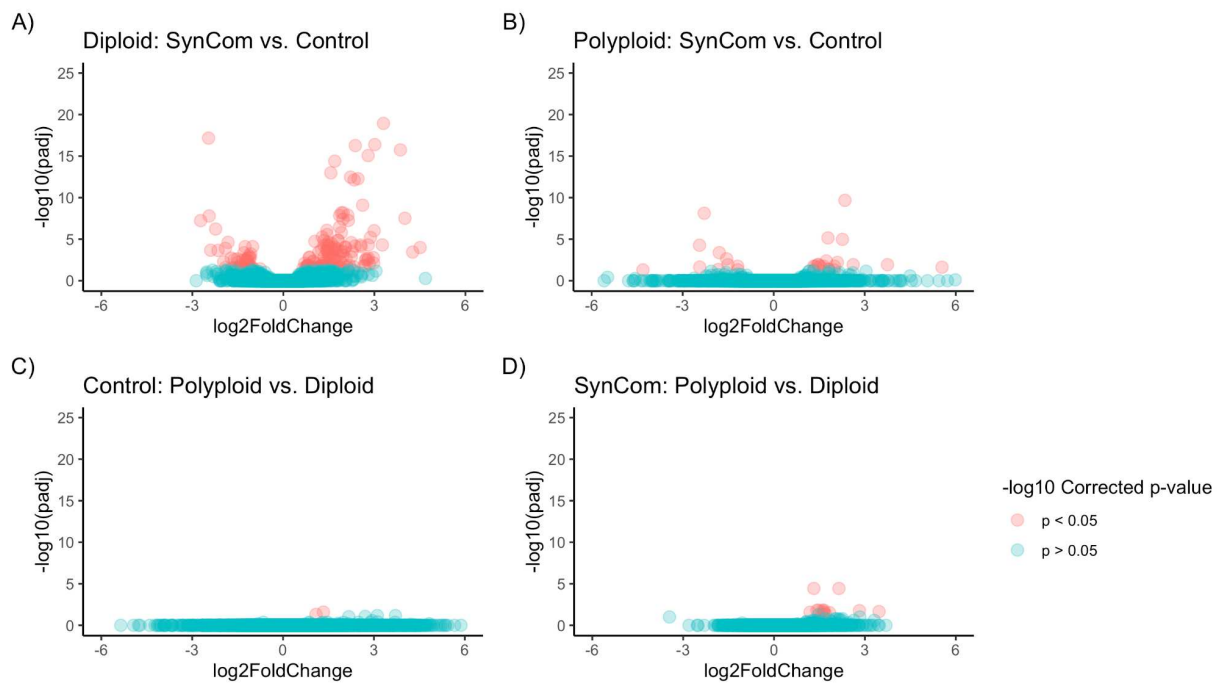 A)
Diploid: SynCom vs. Control
25
20
15
10
5
0
-log10(padj)
-6
-3
0
3
6
log2FoldChange
B)
Polyploid: SynCom vs. Control
25
20
15
10
5
0
-log10(padj)
-6
-3
0
3
6
log2FoldChange
C)
Control: Polyploid vs. Diploid
25
20
15
10
5
0
-log10(padj)
-6
-3
0
3
6
log2FoldChange
D)
SynCom: Polyploid vs. Diploid
25
20
15
10
5
0
-log10(padj)
-6
-3
0
3
6
log2FoldChange
-log10 Corrected p-value
p < 0.05
p > 0.05